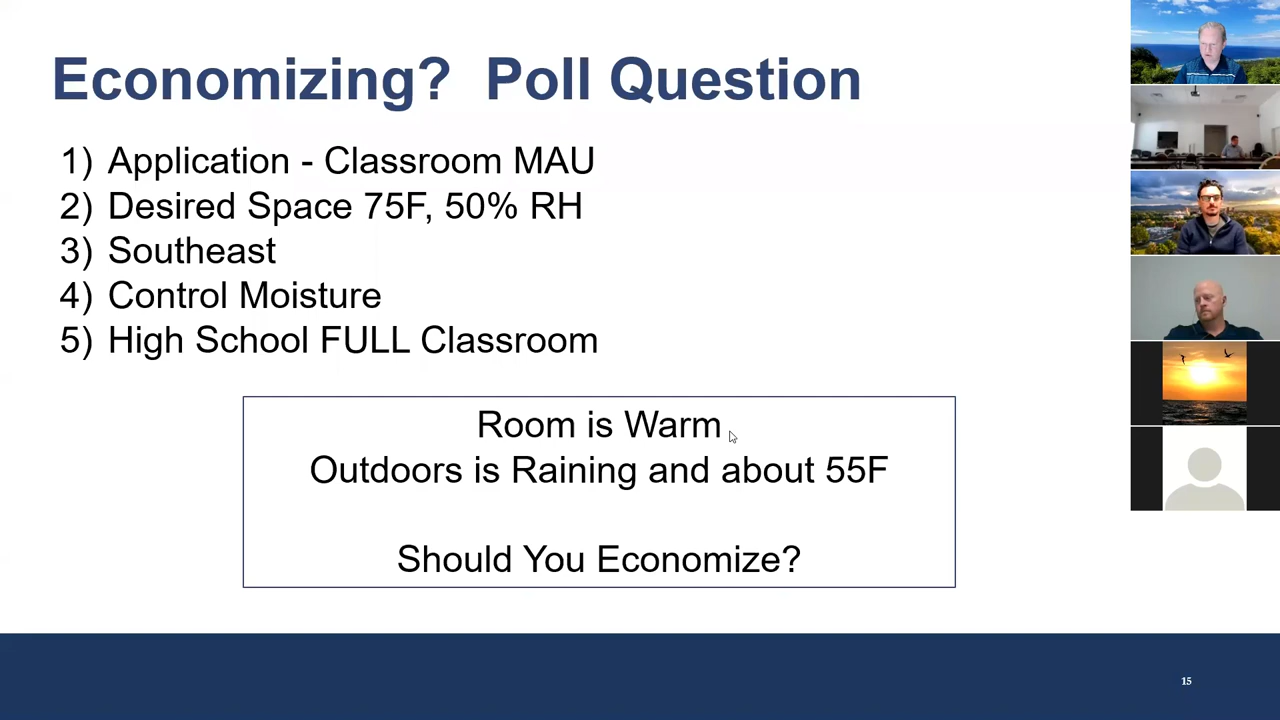 Economizing? Poll Question
1) Application - Classroom MAU
2) Desired Space 75F, 50% RH
3) Southeast
4) Control Moisture
5) High School FULL Classroom
Room is Warm
Outdoors is Raining and about 55F
Should You Economize?
15